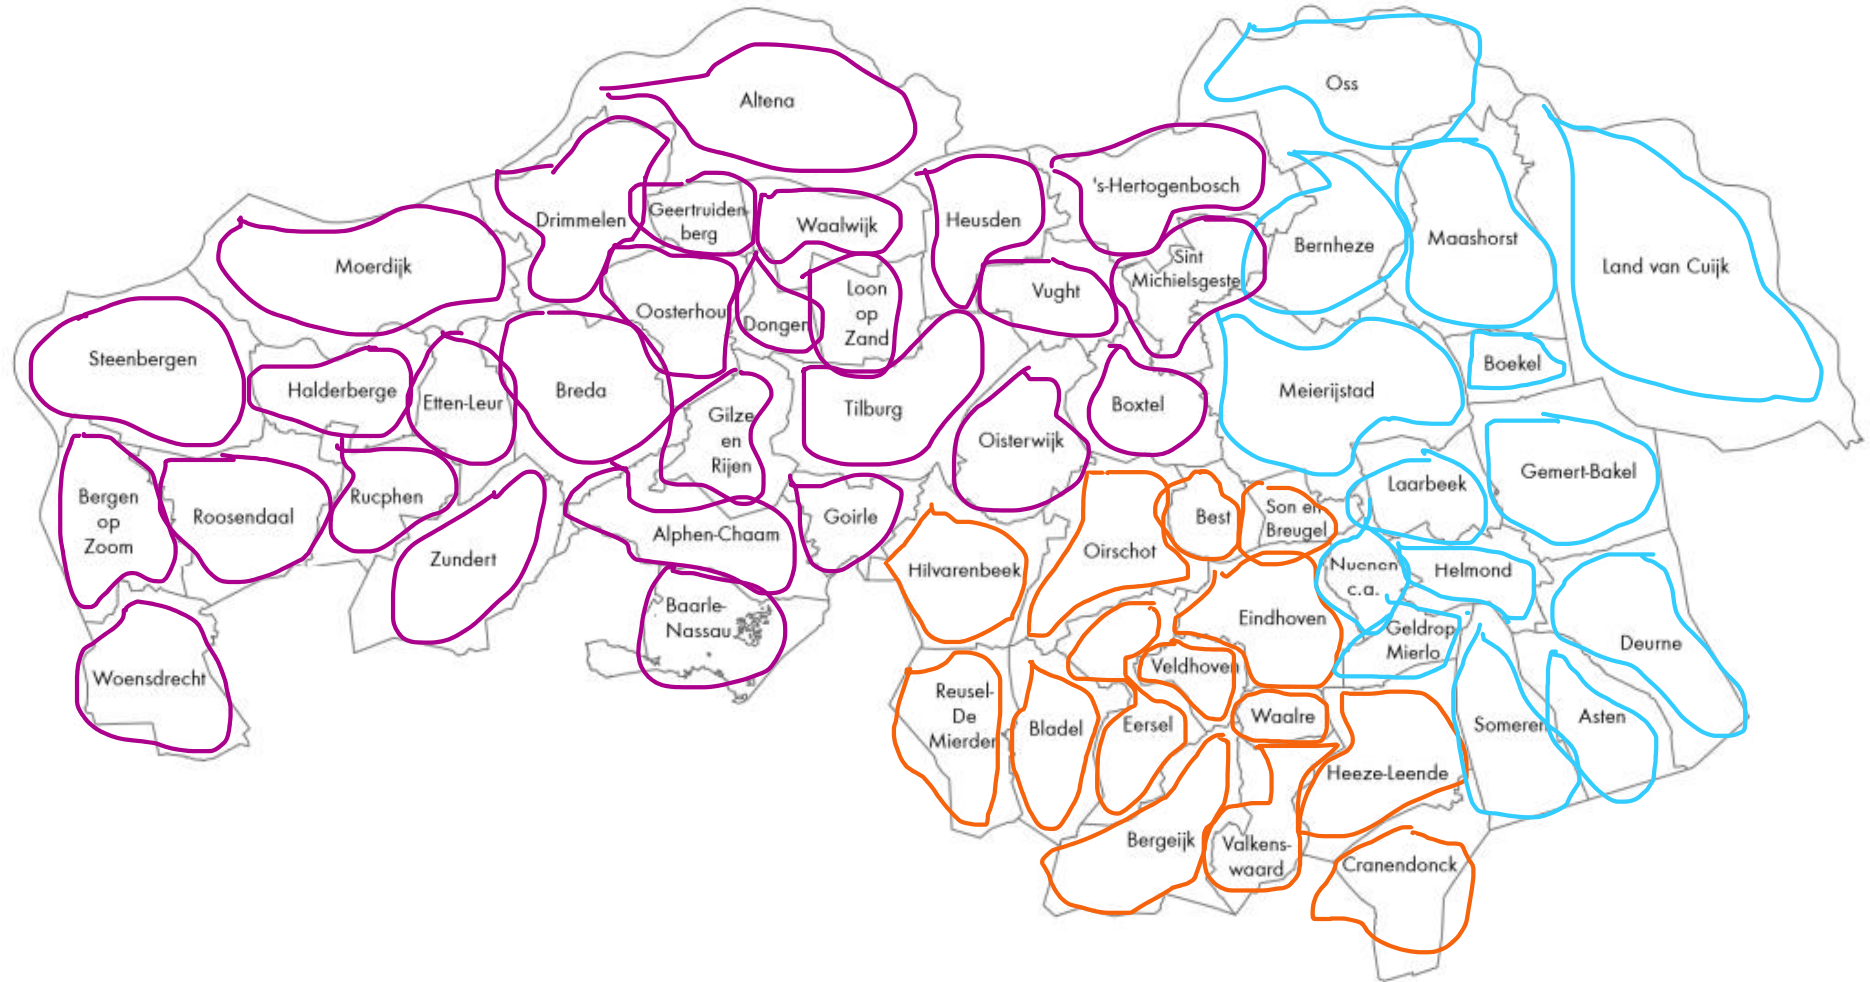 Altena
Oss
's-Hertogenbosch
Drimmelen
Geertruiden-
berg
Waalwijk
Heusden
Bernheze
Maashorst
Land van Cuijk
Moerdijk
Sint
Michielsgeste
Vught
Loon
op
Zand
Oosterhou
Dongen
Steenbergen
Halderberge
Etten-Leur
Breda
Gilze
en
Rijen
Tilburg
Oisterwijk
Boxtel
Meierijstad
Boekel
Gemert-Bakel
Laarbeek
Bergen
op
Zoom
Roosendaal
Rucphen
Zundert
Alphen-Chaam
Goirle
Hilvarenbeek
Oirschot
Best
Son en
Breugel
Nuenen
c.a.
Helmond
Baarle-
Nassau
Eindhoven
Geldrop
Mierlo
Deurne
Woensdrecht
Veldhoven
Reusel-
De
Mierden
Bladel
Eersel
Waalre
Someren
Asten
Heeze-Leende
Bergeijk
Valkens-
waard
Cranendonck